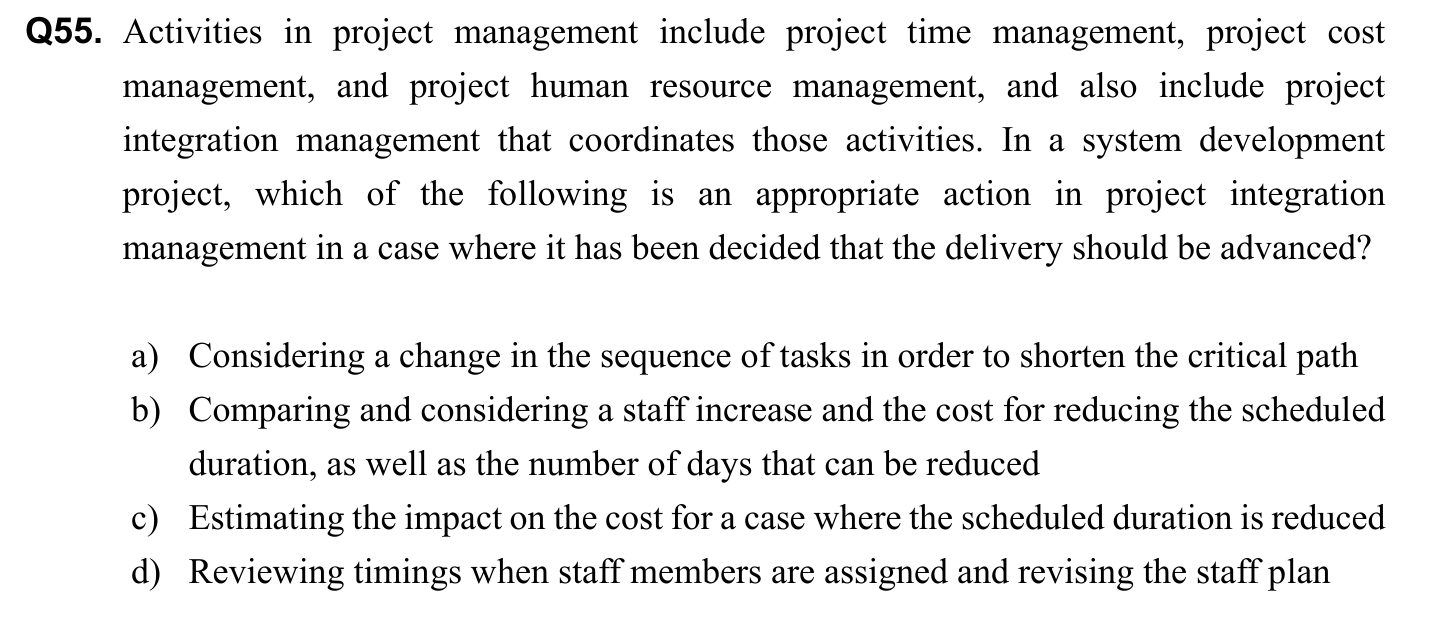 Q55. Activities in project management include project time management, project cost
management, and project human resource management, and also include project
integration management that coordinates those activities. In a system development
project, which of the following is an appropriate action in project integration
management in a case where it has been decided that the delivery should be advanced?
a) Considering a change in the sequence of tasks in order to shorten the critical path
b) Comparing and considering a staff increase and the cost for reducing the scheduled
duration, as well as the number of days that can be reduced
c) Estimating the impact on the cost for a case where the scheduled duration is reduced
d) Reviewing timings when staff members are assigned and revising the staff plan